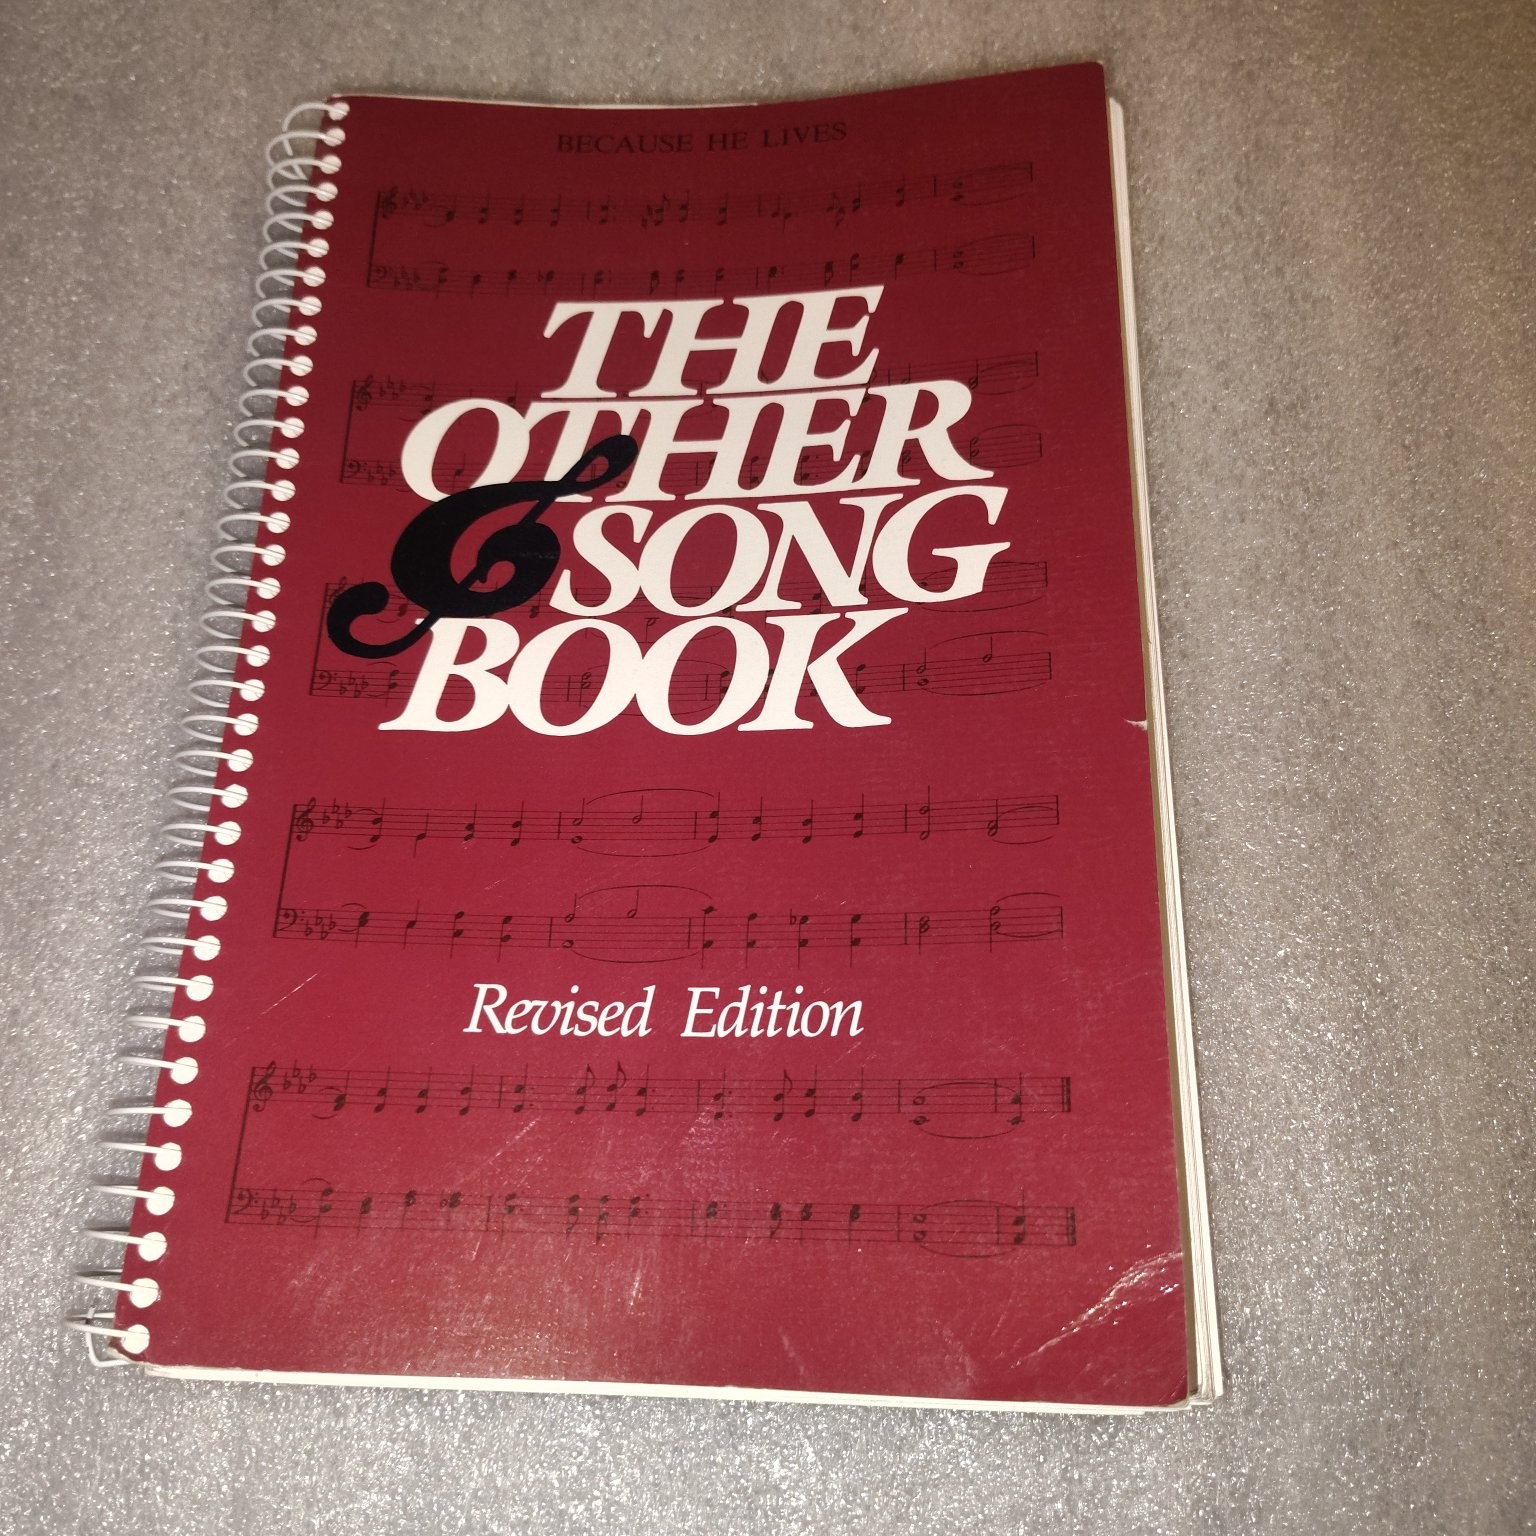 BECAUSE HE LIVES
THE
OTHER
SONG
BOOK
Revised Edition